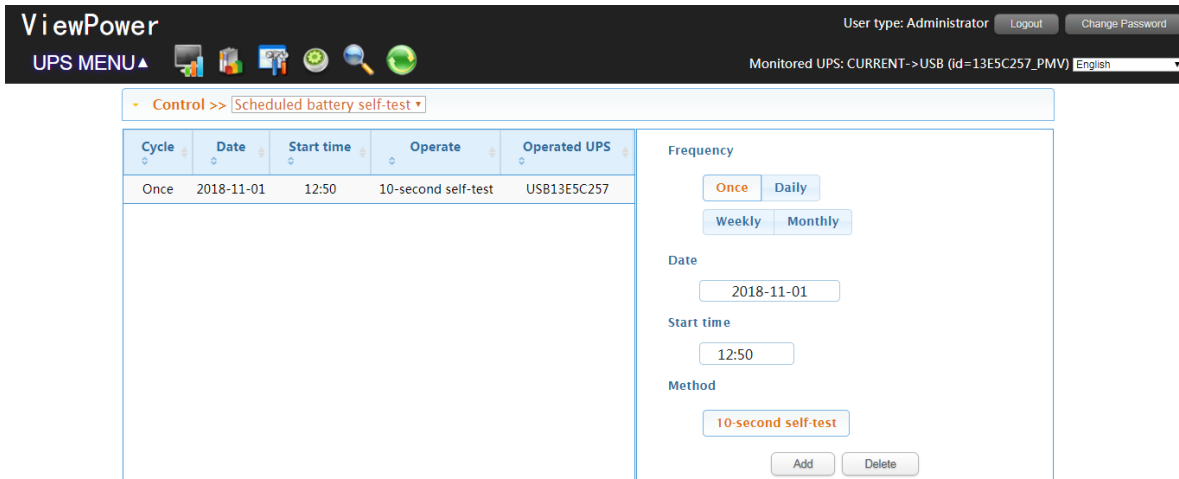 ViewPower
User type: Administrator Logout Change Password
UPS MENU▲
Monitored UPS: CURRENT->USB (id=13E5C257_PMV) English
Control >> Scheduled battery self-test
Cycle Date Start time Operate Operated UPS
Once 2018-11-01 12:50 10-second self-test USB13E5C257
Frequency
Once Daily
Weekly Monthly
Date
2018-11-01
Start time
12:50
Method
10-second self-test
Add Delete